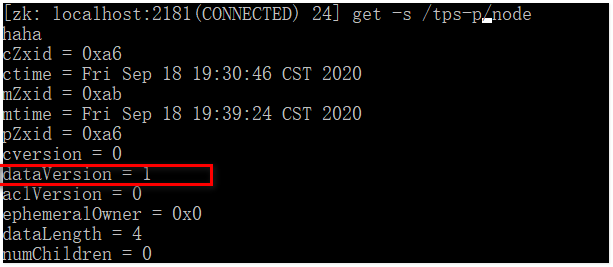 [zk: localhost:2181(CONNECTED) 24] get -s /tps-p/node
haha
cZxid = 0xa6
ctime = Fri Sep 18 19:30:46 CST 2020
mZxid = 0xab
mtime = Fri Sep 18 19:39:24 CST 2020
pZxid = 0xa6
cversion = 0
dataVersion = 1
aclVersion = 0
ephemeralOwner = 0x0
dataLength = 4
numChildren = 0